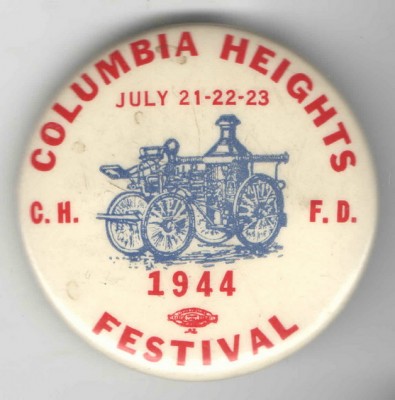 COLUMBIA HEIGHTS
JULY 21-22-23
C. H. F. D.
1944
FESTIVAL